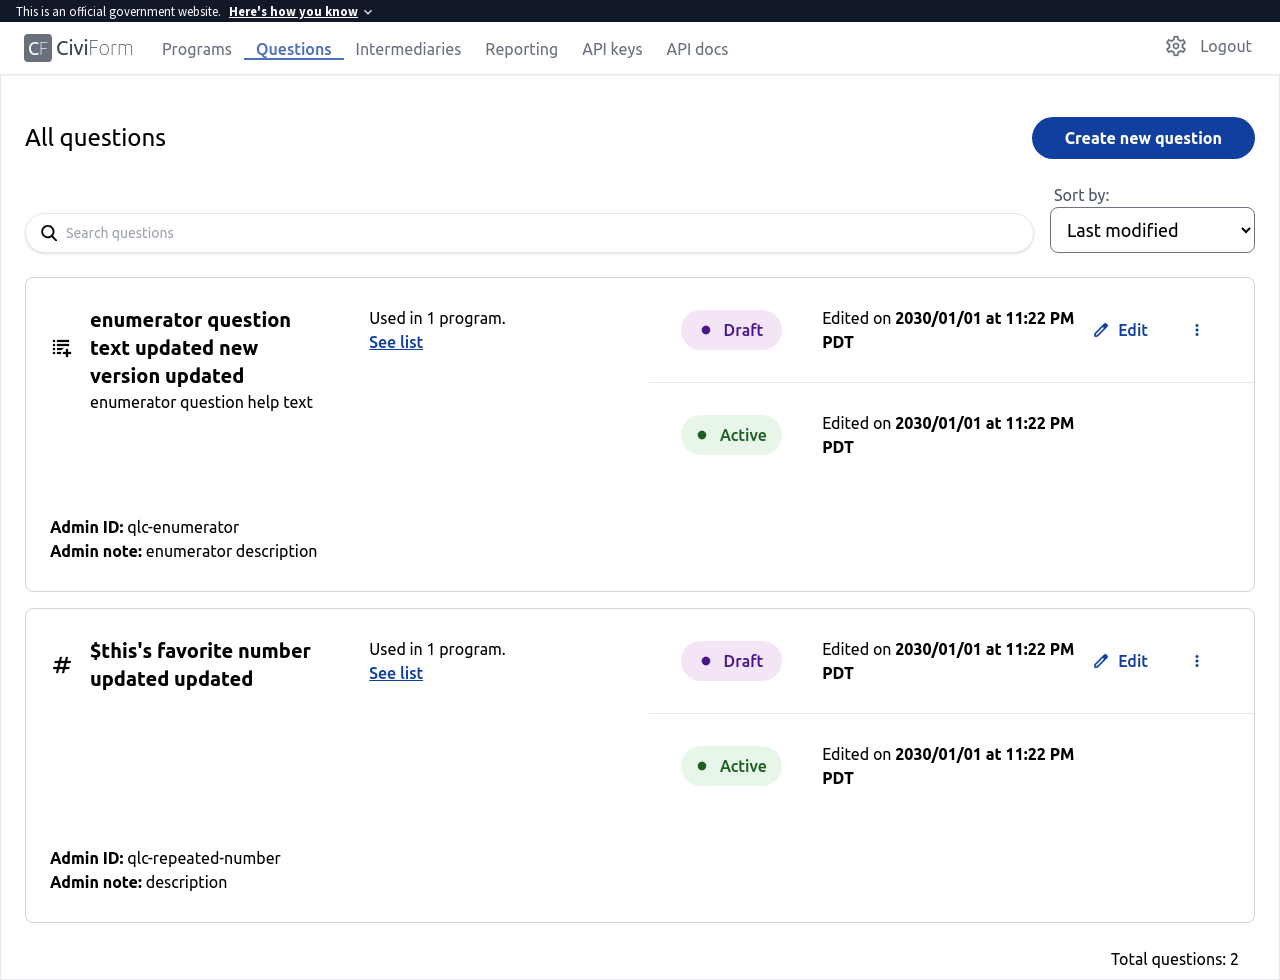 This is an official government website. Here's how you know
CF CiviForm Programs Questions Intermediaries Reporting API keys API docs Logout
All questions
Create new question
Sort by:
Search questions
Last modified
enumerator question
text updated new
version updated
enumerator question help text
Used in 1 program.
See list
Draft
Edited on 2030/01/01 at 11:22 PM
PDT
Edit
Active
Edited on 2030/01/01 at 11:22 PM
PDT
Admin ID: qlc-enumerator
Admin note: enumerator description
# $this's favorite number
updated updated
Used in 1 program.
See list
Draft
Edited on 2030/01/01 at 11:22 PM
PDT
Edit
Active
Edited on 2030/01/01 at 11:22 PM
PDT
Admin ID: qlc-repeated-number
Admin note: description
Total questions: 2